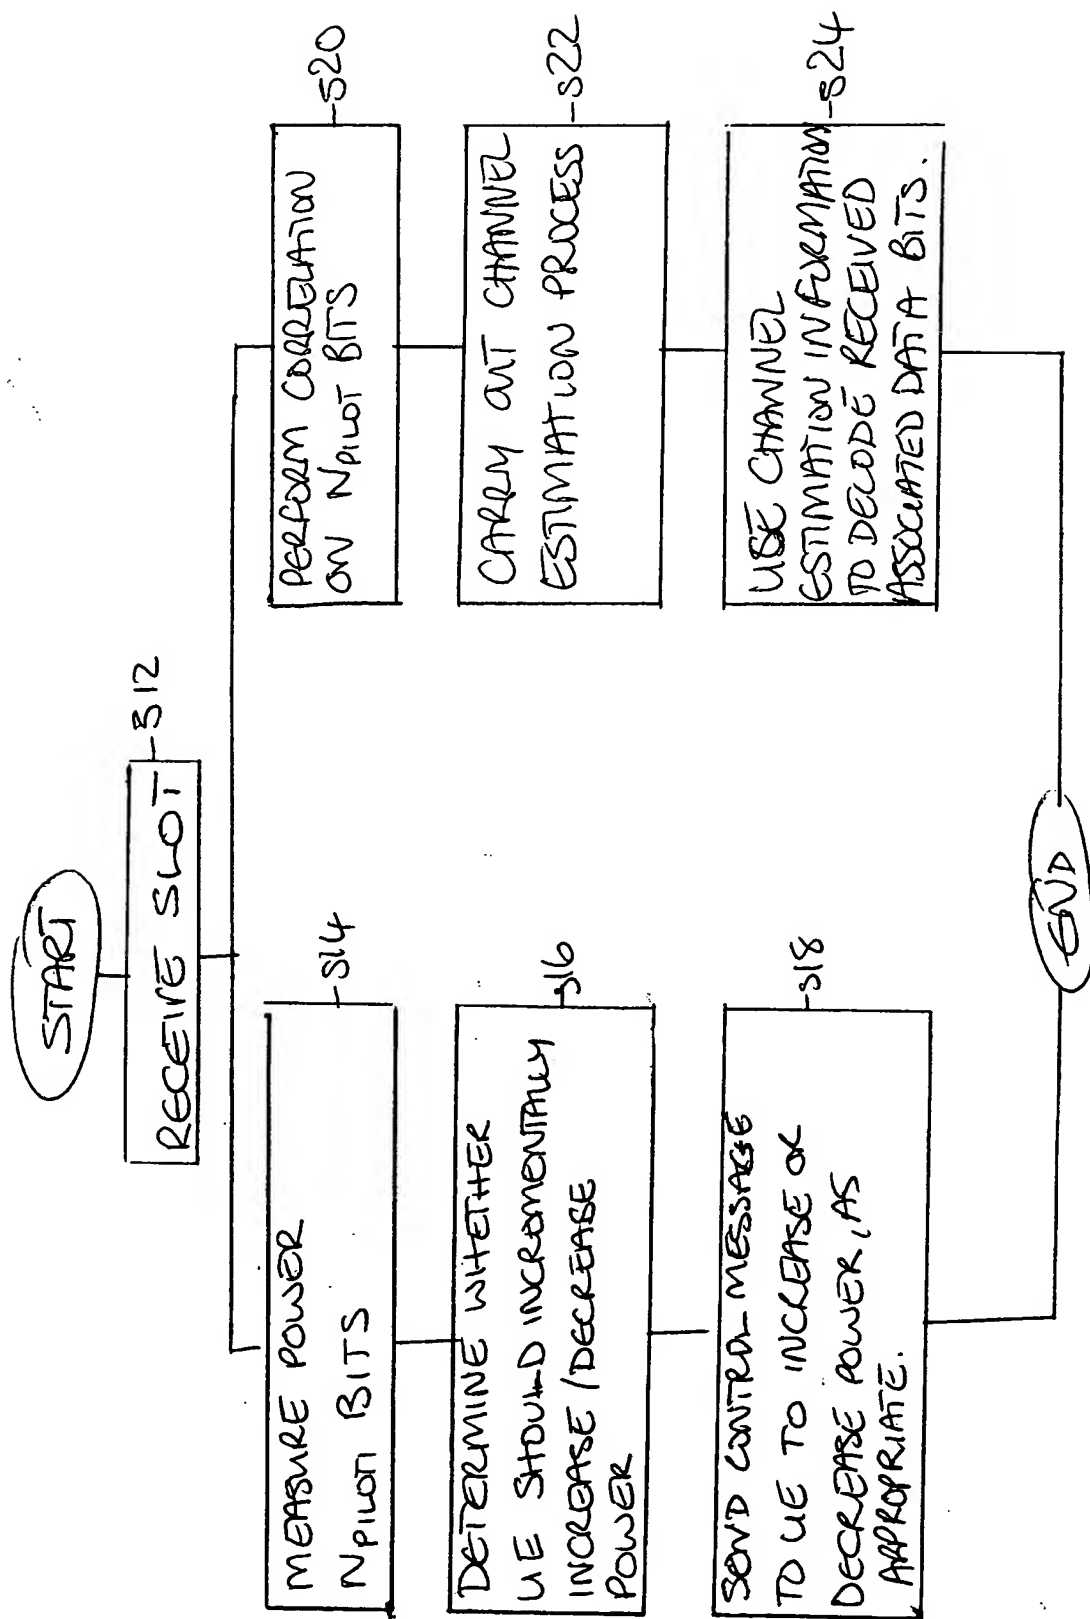 START
RECEIVE SLOT
S12
MEASURE POWER
NPILOT BITS
S14
DETERMINE WHETHER
UE SHOULD INCREMENTALLY
INCREASE/DECREASE
POWER
S16
SEND CONTROL MESSAGE
TO UE TO INCREASE OR
DECREASE POWER, AS
APPROPRIATE.
S18
PERFORM CORRELATION
ON NPILOT BITS
S20
CARRY OUT CHANNEL
ESTIMATION PROCESS
S22
USE CHANNEL
ESTIMATION INFORMATION
TO DECODE RECEIVED
ASSOCIATED DATA BITS.
S24
END